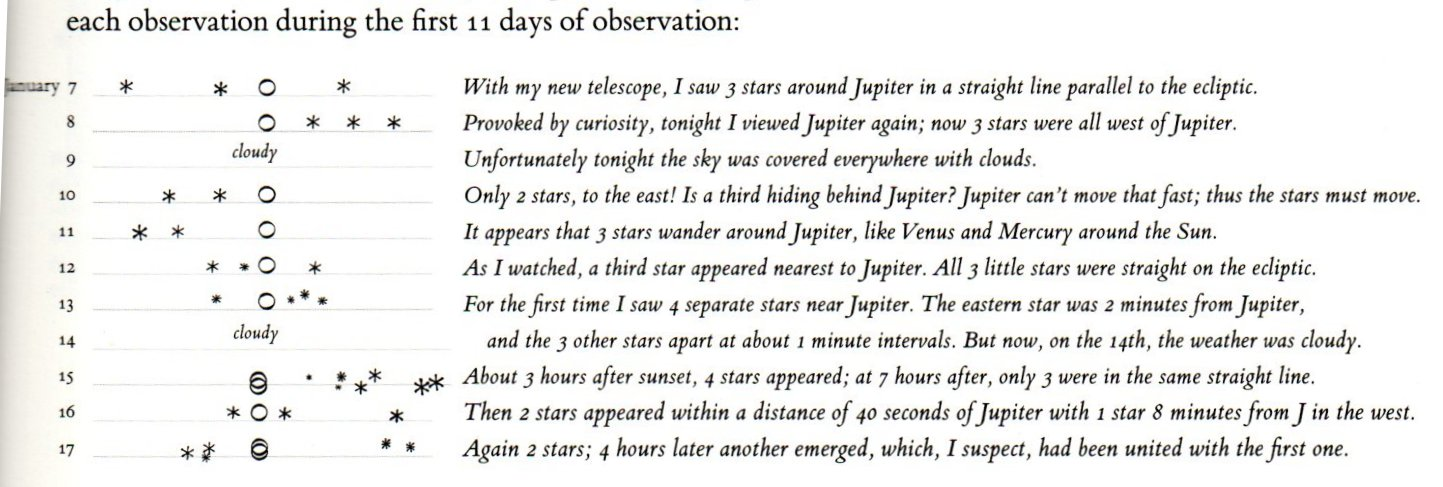 each observation during the first 11 days of observation:
January 7 With my new telescope, I saw 3 stars around Jupiter in a straight line parallel to the ecliptic.
8 Provoked by curiosity, tonight I viewed Jupiter again; now 3 stars were all west of Jupiter.
9 cloudy Unfortunately tonight the sky was covered everywhere with clouds.
10 Only 2 stars, to the east! Is a third hiding behind Jupiter? Jupiter can't move that fast; thus the stars must move.
11 It appears that 3 stars wander around Jupiter, like Venus and Mercury around the Sun.
12 As I watched, a third star appeared nearest to Jupiter. All 3 little stars were straight on the ecliptic.
13 For the first time I saw 4 separate stars near Jupiter. The eastern star was 2 minutes from Jupiter,
14 cloudy and the 3 other stars apart at about 1 minute intervals. But now, on the 14th, the weather was cloudy.
15 About 3 hours after sunset, 4 stars appeared; at 7 hours after, only 3 were in the same straight line.
16 Then 2 stars appeared within a distance of 40 seconds of Jupiter with 1 star 8 minutes from J in the west.
17 Again 2 stars; 4 hours later another emerged, which, I suspect, had been united with the first one.